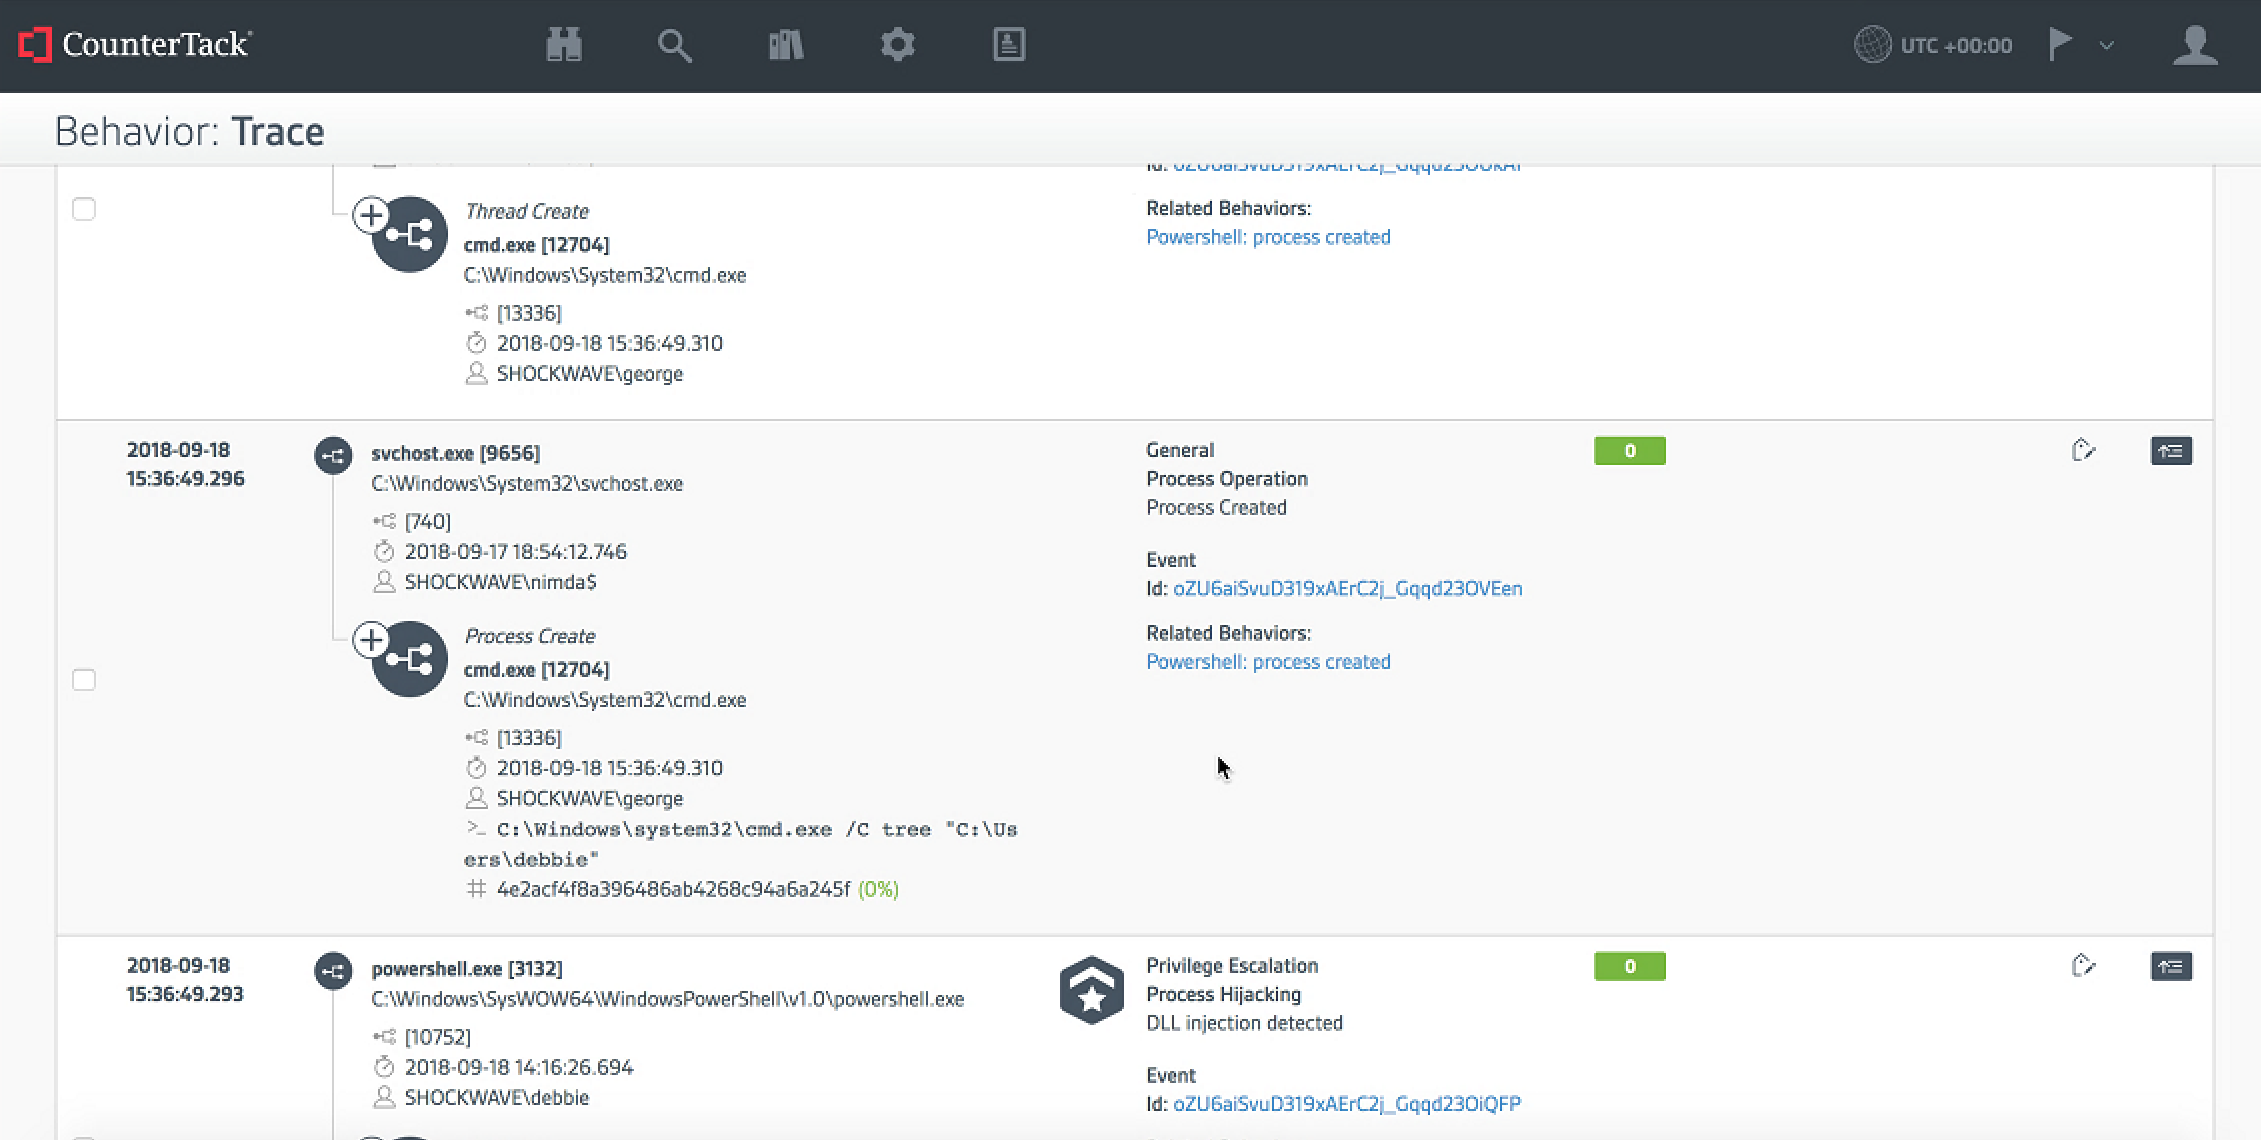 CounterTack
UTC +00:00
Behavior: Trace
Thread Create
cmd.exe [12704]
C:\Windows\System32\cmd.exe
[13336]
2018-09-18 15:36:49.310
SHOCKWAVE\george
Related Behaviors:
Powershell: process created
2018-09-18
15:36:49.296
svchost.exe [9656]
C:\Windows\System32\svchost.exe
[740]
2018-09-17 18:54:12.746
SHOCKWAVE\nimda$
Process Create
cmd.exe [12704]
C:\Windows\System32\cmd.exe
[13336]
2018-09-18 15:36:49.310
SHOCKWAVE\george
>_ C:\Windows\system32\cmd.exe /C tree "C:\Us
ers\debbie"
# 4e2acf4f8a396486ab4268c94a6a245f (0%)
General
Process Operation
Process Created
Event
Id: oZU6aiSvuD319xAErC2j_Gqqd23OVEen
Related Behaviors:
Powershell: process created
0
2018-09-18
15:36:49.293
powershell.exe [3132]
C:\Windows\SysWOW64\WindowsPowerShell\v1.0\powershell.exe
[10752]
2018-09-18 14:16:26.694
SHOCKWAVE\debbie
Privilege Escalation
Process Hijacking
DLL injection detected
Event
Id: oZU6aiSvuD319xAErC2j_Gqqd23OiQFP
0